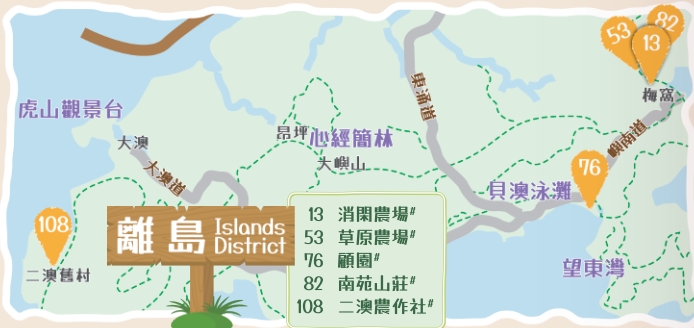 53
82
13
梅窩
虎山觀景台
大澳
昂坪
心經簡林
大嶼山
東涌道
嶼南道
大澳道
76
貝澳泳灘
108
二澳舊村
望東灣
離島 Islands District
13 消閑農場#
53 草原農場#
76 顧園#
82 南苑山莊#
108 二澳農作社#